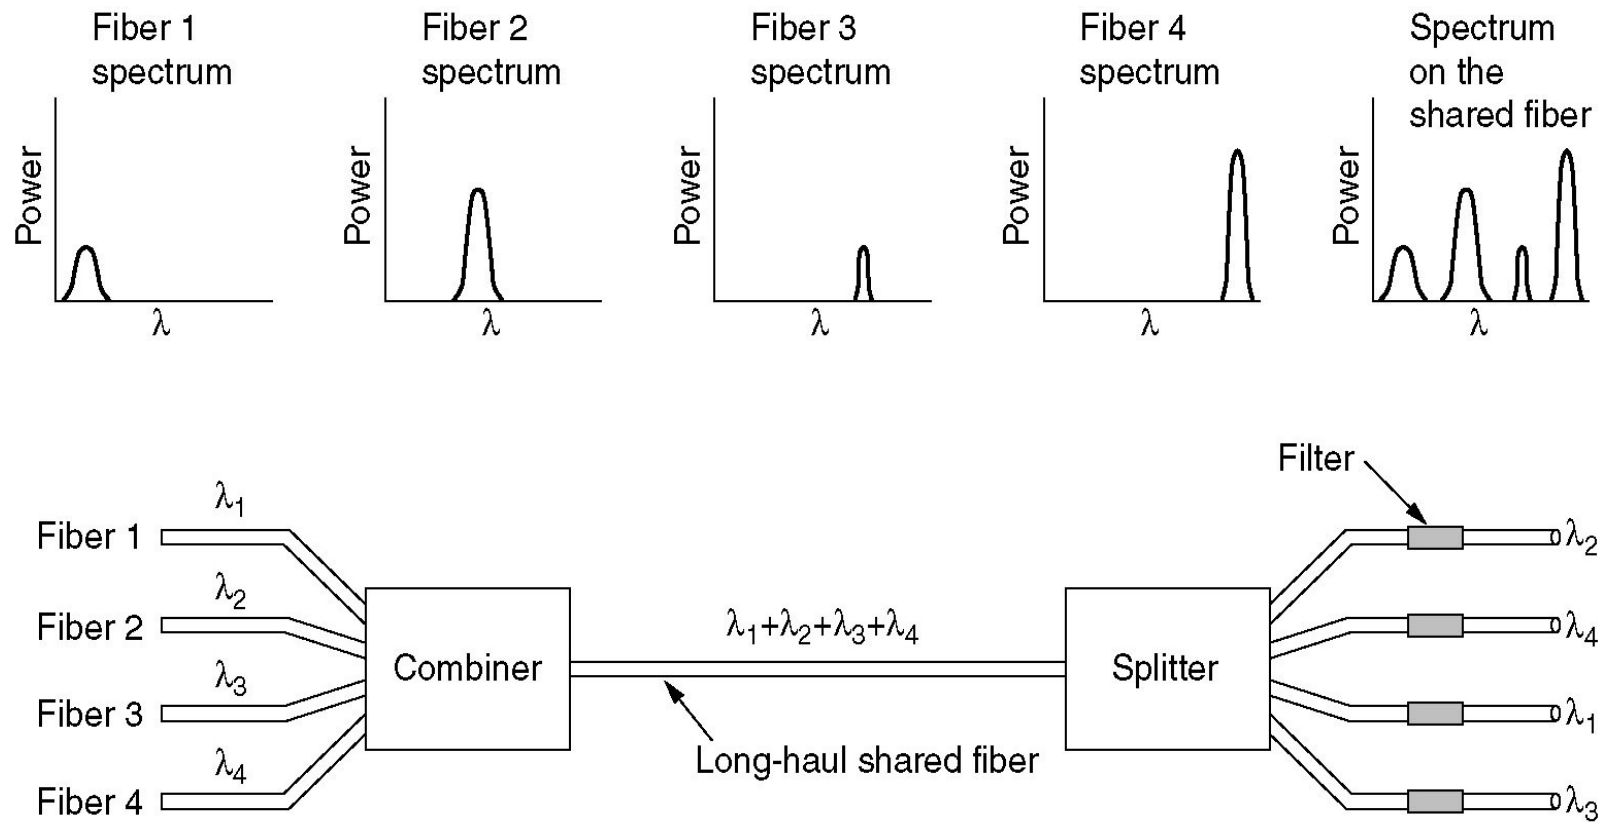 Fiber 1
spectrum
Fiber 2
spectrum
Fiber 3
spectrum
Fiber 4
spectrum
Spectrum
on the
shared fiber
Power
λ
Power
λ
Power
λ
Power
λ
Power
λ
Filter
λ1
Fiber 1
λ2
Fiber 2
λ3
Fiber 3
λ4
Fiber 4
Combiner
λ1+λ2+λ3+λ4
Long-haul shared fiber
Splitter
λ2
λ4
λ1
λ3